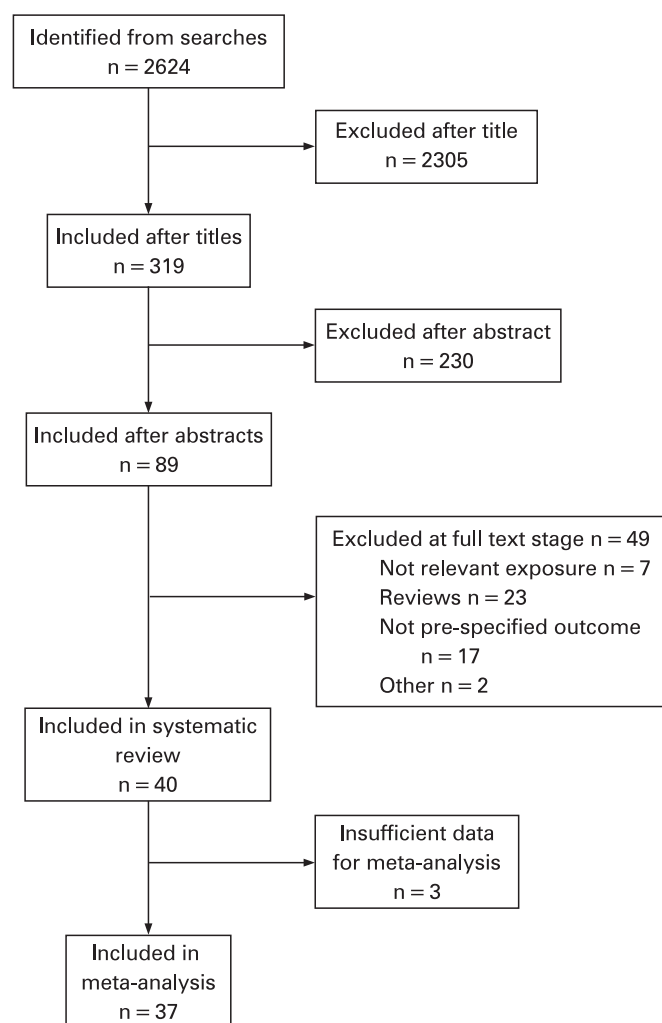 Identified from searches
n = 2624
Excluded after title
n = 2305
Included after titles
n = 319
Excluded after abstract
n = 230
Included after abstracts
n = 89
Excluded at full text stage n = 49
Not relevant exposure n = 7
Reviews n = 23
Not pre-specified outcome
n = 17
Other n = 2
Included in systematic
review
n = 40
Insufficient data
for meta-analysis
n = 3
Included in
meta-analysis
n = 37